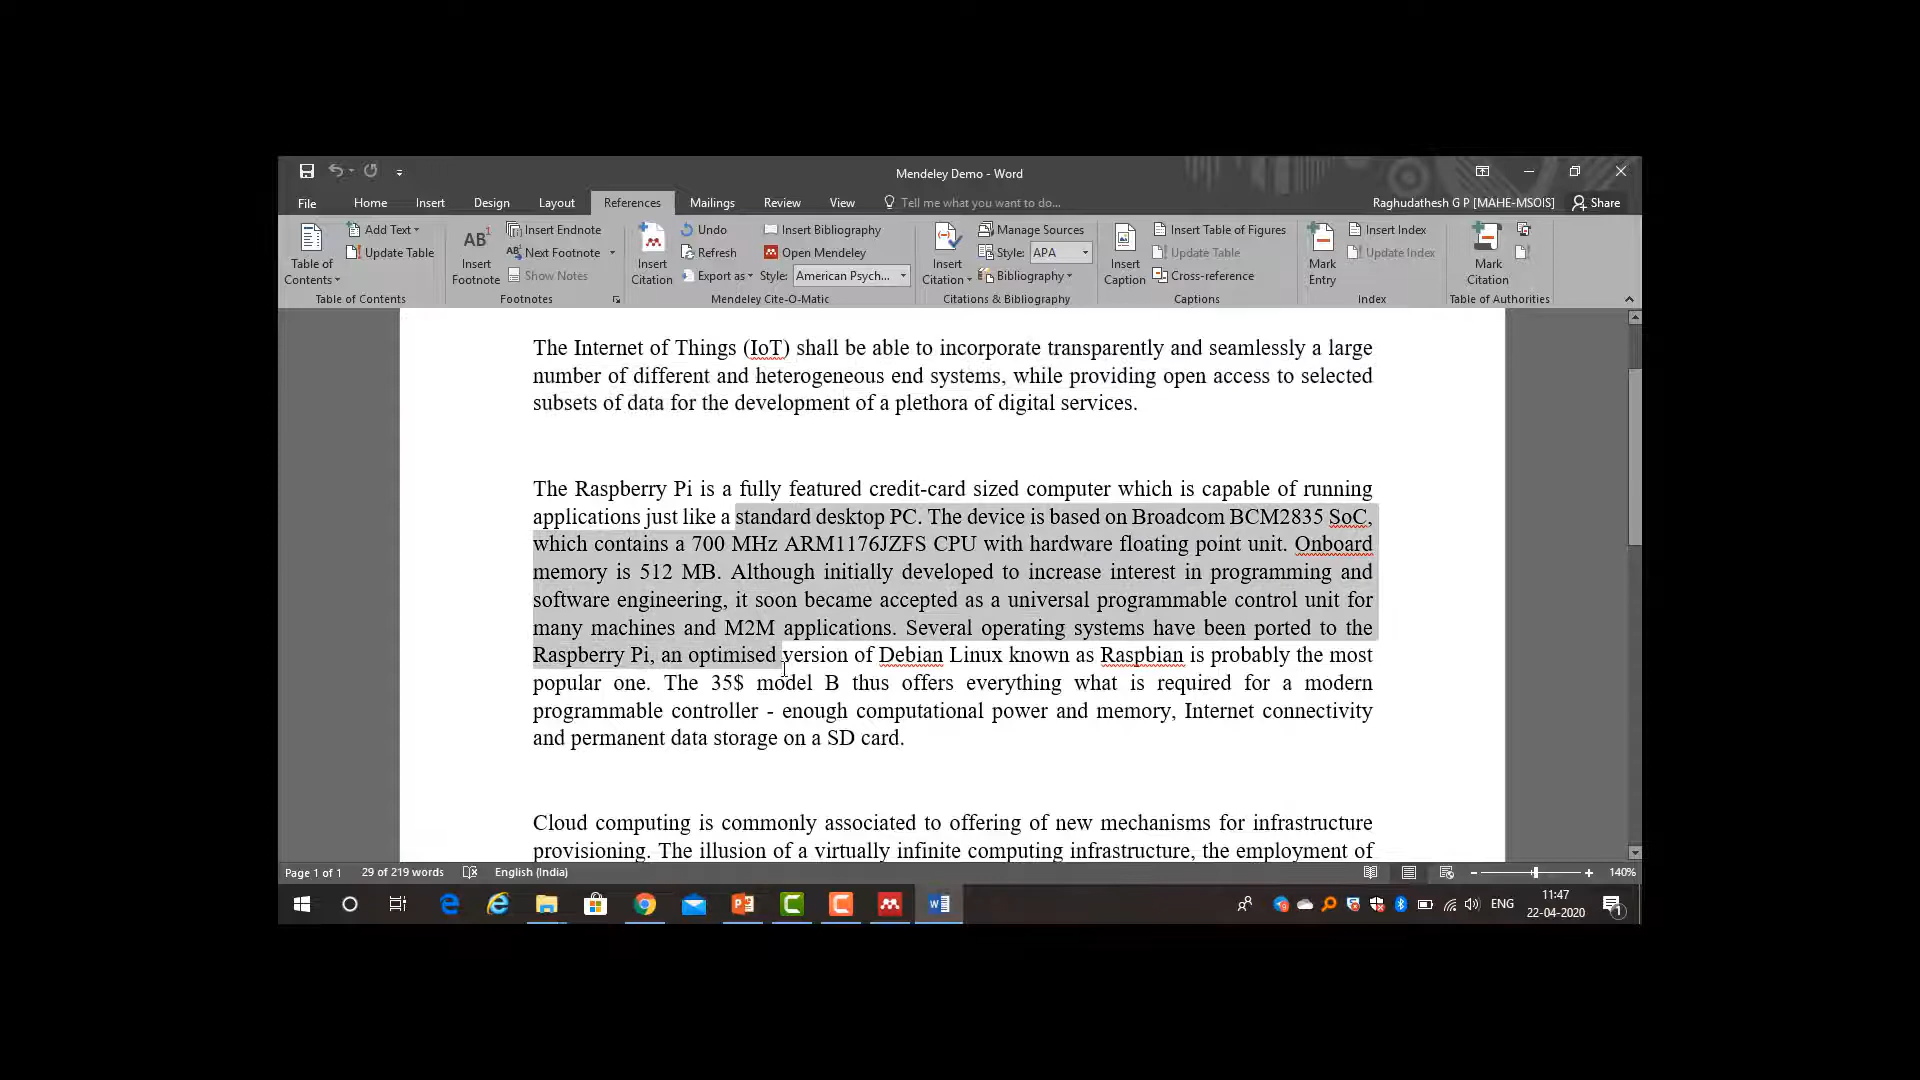 Mendeley Demo - Word
File Home Insert Design Layout References Mailings Review View Tell me what you want to do... Raghudathesh G P [MAHE-MSOIS] Share
Table of Contents
Add Text
Update Table
Table of Contents
AB1
Insert Footnote
Insert Endnote
Next Footnote
Show Notes
Footnotes
Insert Citation
Undo
Refresh
Export as
Insert Bibliography
Open Mendeley
Style: American Psych...
Mendeley Cite-O-Matic
Insert Citation
Manage Sources
Style: APA
Bibliography
Citations & Bibliography
Insert Caption
Insert Table of Figures
Update Table
Cross-reference
Captions
Mark Entry
Insert Index
Update Index
Index
Mark Citation
Table of Authorities
The Internet of Things (IoT) shall be able to incorporate transparently and seamlessly a large
number of different and heterogeneous end systems, while providing open access to selected
subsets of data for the development of a plethora of digital services.
The Raspberry Pi is a fully featured credit-card sized computer which is capable of running
applications just like a standard desktop PC. The device is based on Broadcom BCM2835 SoC,
which contains a 700 MHz ARM1176JZFS CPU with hardware floating point unit. Onboard
memory is 512 MB. Although initially developed to increase interest in programming and
software engineering, it soon became accepted as a universal programmable control unit for
many machines and M2M applications. Several operating systems have been ported to the
Raspberry Pi, an optimised version of Debian Linux known as Raspbian is probably the most
popular one. The 35$ model B thus offers everything what is required for a modern
programmable controller - enough computational power and memory, Internet connectivity
and permanent data storage on a SD card.
Cloud computing is commonly associated to offering of new mechanisms for infrastructure
provisioning. The illusion of a virtually infinite computing infrastructure, the employment of
Page 1 of 1 29 of 219 words English (India) 140%
ENG 11:47
22-04-2020